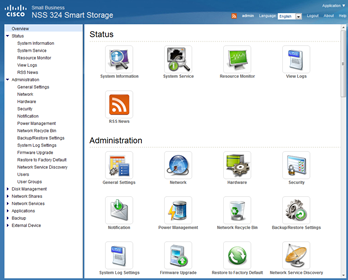 Small Business
CISCO NSS 324 Smart Storage
Application
admin Language English Logout About Help
Overview
Status
System Information
System Service
Resource Monitor
View Logs
RSS News
Administration
General Settings
Network
Hardware
Security
Notification
Power Management
Network Recycle Bin
Backup/Restore Settings
System Log Settings
Firmware Upgrade
Restore to Factory Default
Network Service Discovery
Users
User Groups
Disk Management
Network Shares
Network Services
Applications
Backup
External Device
Status
System Information
System Service
Resource Monitor
View Logs
RSS News
Administration
General Settings
Network
Hardware
Security
Notification
Power Management
Network Recycle Bin
Backup/Restore Settings
System Log Settings
Firmware Upgrade
Restore to Factory Default
Network Service Discovery